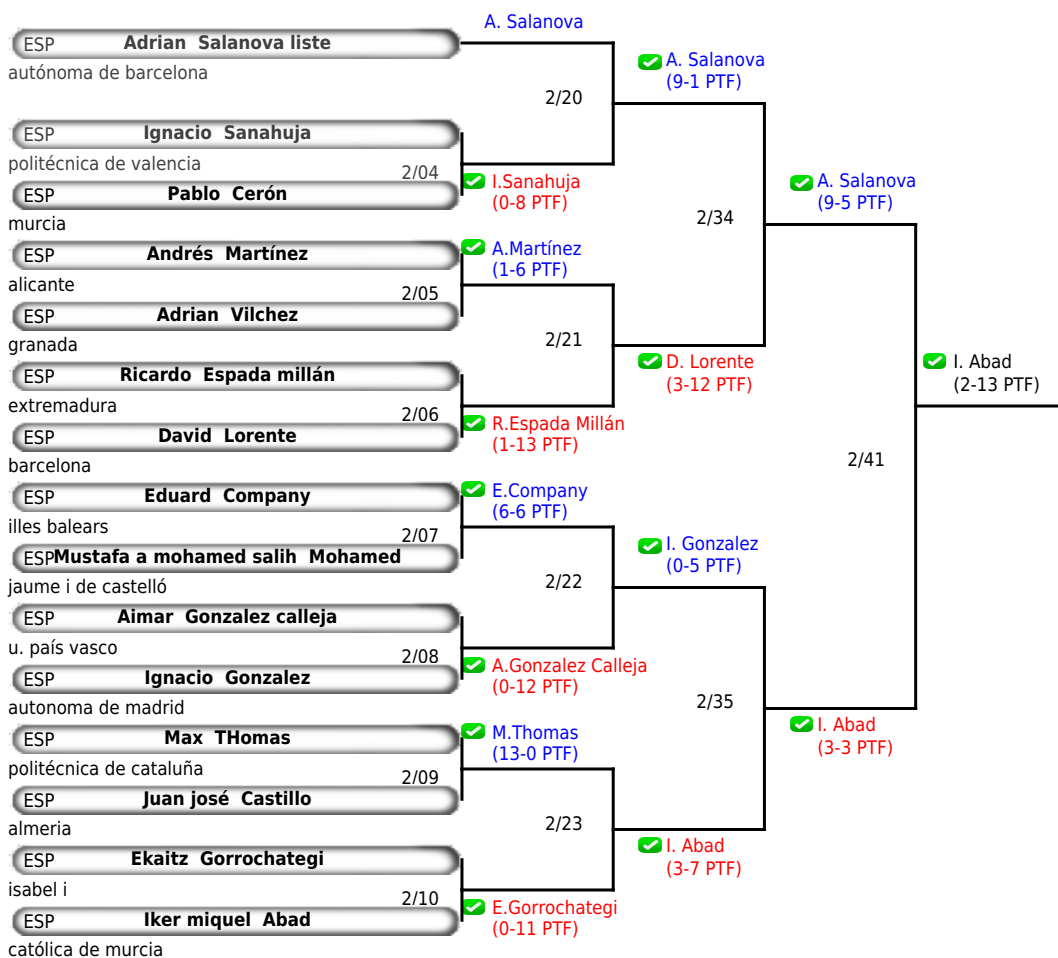 A. Salanova
ESP Adrian Salanova liste
autónoma de barcelona
A. Salanova
(9-1 PTF)
2/20
ESP Ignacio Sanahuja
politécnica de valencia
2/04
I.Sanahuja
(0-8 PTF)
ESP Pablo Cerón
murcia
A. Salanova
(9-5 PTF)
2/34
ESP Andrés Martínez
alicante
A.Martínez
(1-6 PTF)
2/05
ESP Adrian Vilchez
granada
2/21
D. Lorente
(3-12 PTF)
ESP Ricardo Espada millán
extremadura
2/06
R.Espada Millán
(1-13 PTF)
ESP David Lorente
barcelona
I. Abad
(2-13 PTF)
2/41
ESP Eduard Company
illes balears
E.Company
(6-6 PTF)
2/07
ESP Mustafa a mohamed salih Mohamed
jaume i de castelló
I. Gonzalez
(0-5 PTF)
2/22
ESP Aimar Gonzalez calleja
u. país vasco
2/08
A.Gonzalez Calleja
(0-12 PTF)
ESP Ignacio Gonzalez
autonoma de madrid
2/35
I. Abad
(3-3 PTF)
ESP Max THomas
politécnica de cataluña
M.Thomas
(13-0 PTF)
2/09
ESP Juan josé Castillo
almeria
2/23
I. Abad
(3-7 PTF)
ESP Ekaitz Gorrochategi
isabel i
2/10
E.Gorrochategi
(0-11 PTF)
ESP Iker miquel Abad
católica de murcia